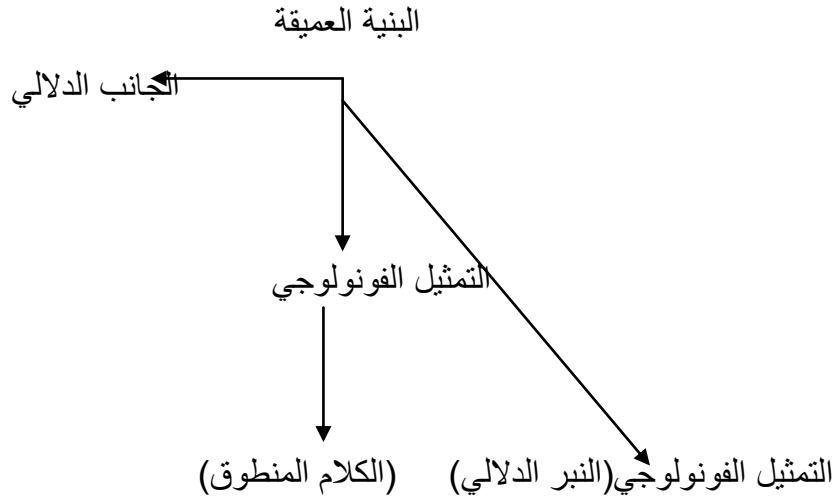 البنية العميقة
الجانب الدلالي
التمثيل الفونولوجي
التمثيل الفونولوجي(النبر الدلالي) (الكلام المنطوق)